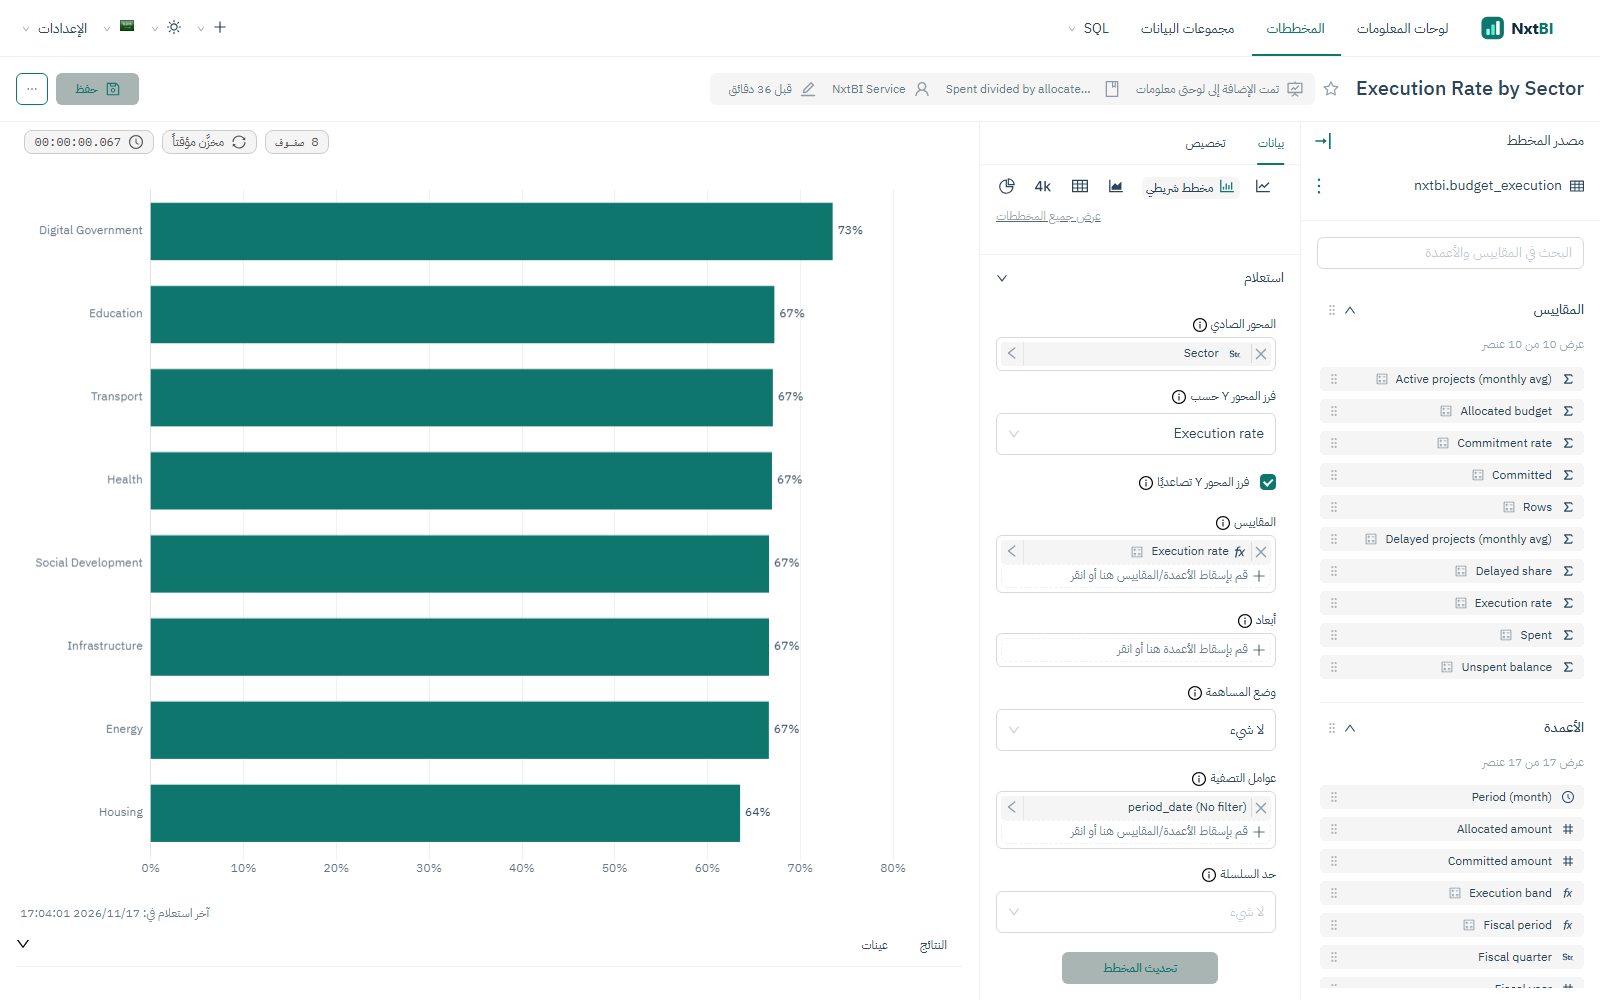 NxtBI
لوحات المعلومات
المخططات
مجموعات البيانات
SQL
الإعدادات
Execution Rate by Sector
تمت الإضافة إلى لوحتي معلومات
Spent divided by allocate...
NxtBI Service
قبل 36 دقائق
حفظ
...
مصدر المخطط
nxtbi.budget_execution
البحث في المقاييس والأعمدة
المقاييس
عرض 10 من 10 عنصر
Active projects (monthly avg)
Allocated budget
Commitment rate
Committed
Rows
Delayed projects (monthly avg)
Delayed share
Execution rate
Spent
Unspent balance
الأعمدة
عرض 17 من 17 عنصر
Period (month)
Allocated amount
Committed amount
Execution band
Fiscal period
Fiscal quarter
Fiscal year
بيانات
تخصيص
مخطط شريطي
4k
عرض جميع المخططات
استعلام
المحور الصادي
Sector
فرز المحور Y حسب
Execution rate
فرز المحور Y تصاعديًا
المقاييس
Execution rate
قم بإسقاط الأعمدة/المقاييس هنا أو انقر
أبعاد
قم بإسقاط الأعمدة هنا أو انقر
وضع المساهمة
لا شيء
عوامل التصفية
period_date (No filter)
قم بإسقاط الأعمدة/المقاييس هنا أو انقر
حد السلسلة
لا شيء
تحديث المخطط
8 صفوف
مخزَّن مؤقتاً
00:00:00.067
Digital Government 73%
Education 67%
Transport 67%
Health 67%
Social Development 67%
Infrastructure 67%
Energy 67%
Housing 64%
0% 10% 20% 30% 40% 50% 60% 70% 80%
آخر استعلام في: 2026/11/17 17:04:01
النتائج
عينات